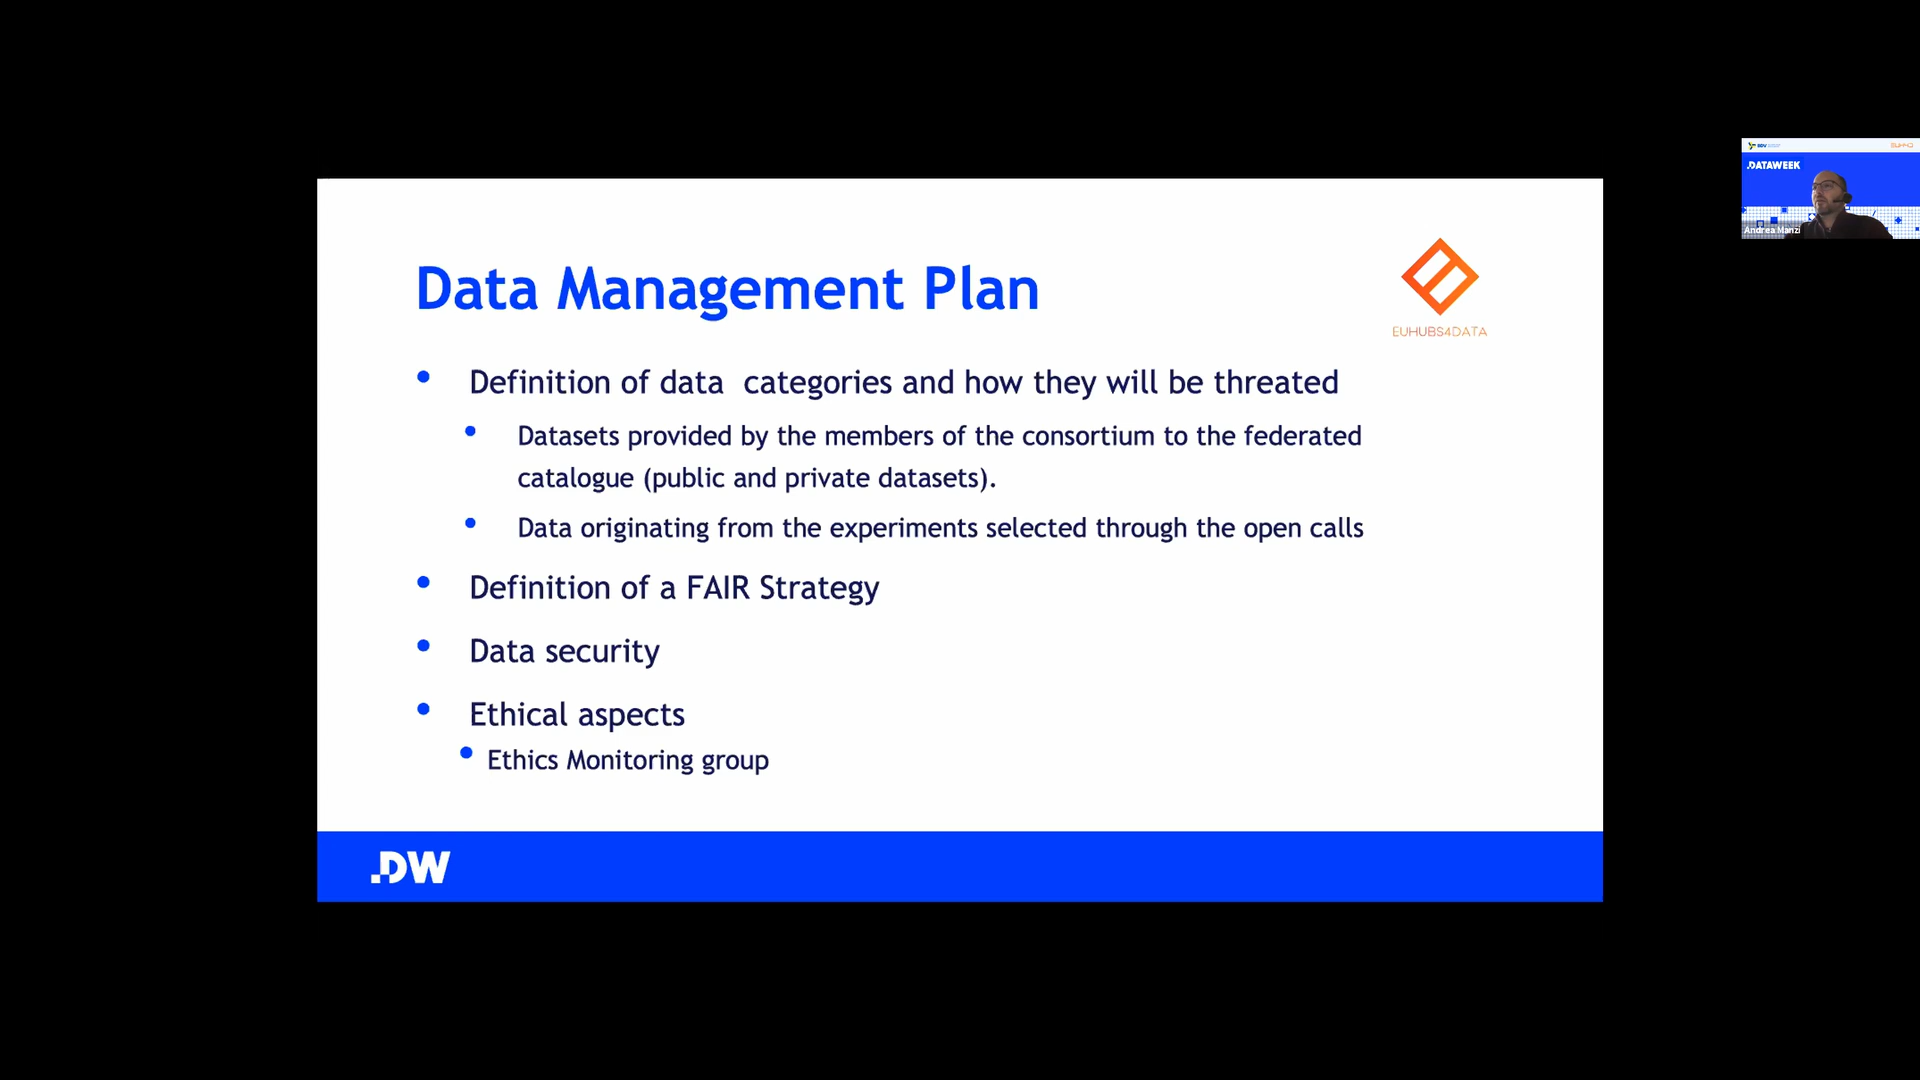 Data Management Plan
EUHUBS4DATA
Definition of data categories and how they will be threated
Datasets provided by the members of the consortium to the federated
catalogue (public and private datasets).
Data originating from the experiments selected through the open calls
Definition of a FAIR Strategy
Data security
Ethical aspects
Ethics Monitoring group
.DW
.DATAWEEK
Andrea Manzi